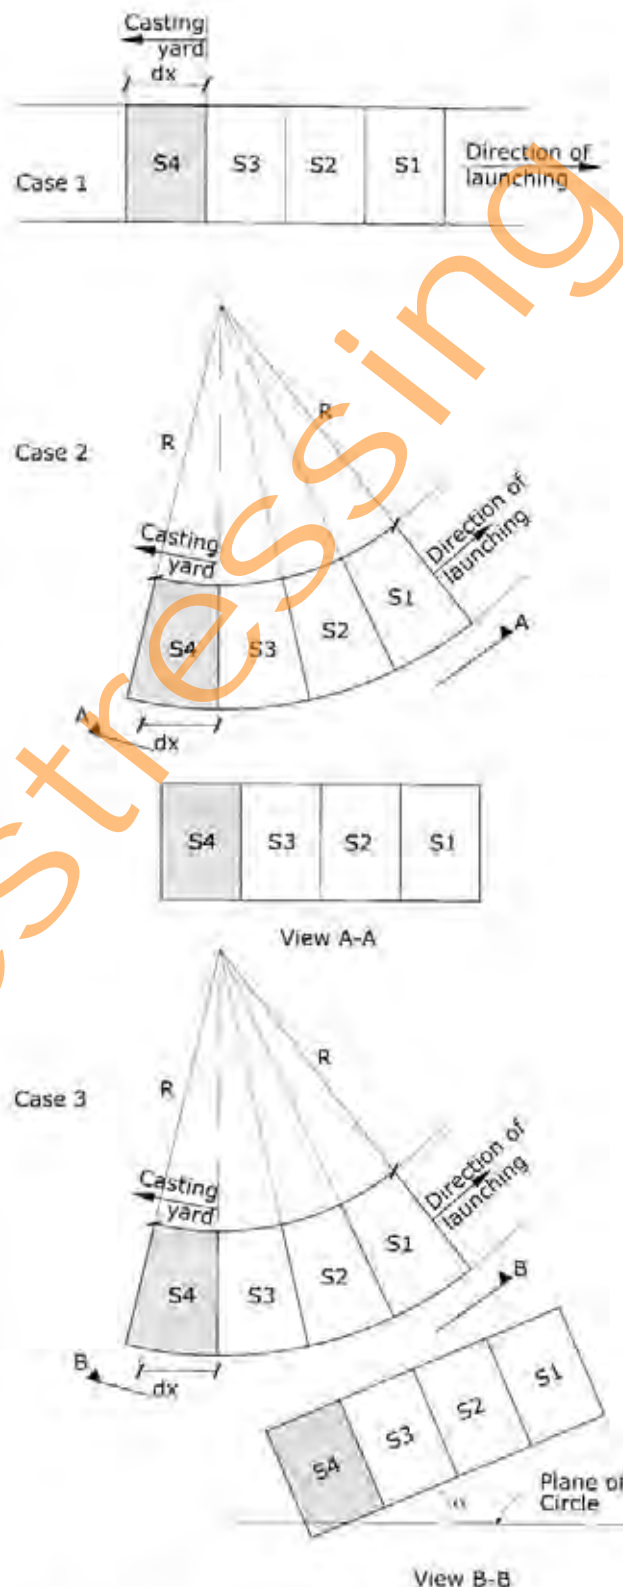 Casting
yard
dx
S4 S3 S2 S1
Direction of
launching
Case 1
R
R
Case 2
Casting
yard
Direction of
launching
S1
S2
S3
S4
A
A
dx
S4 S3 S2 S1
View A-A
R
R
Case 3
Casting
yard
Direction of
launching
S1
S2
S3
S4
B
B
dx
S1
S2
S3
S4
α
Plane of
Circle
View B-B
stressing